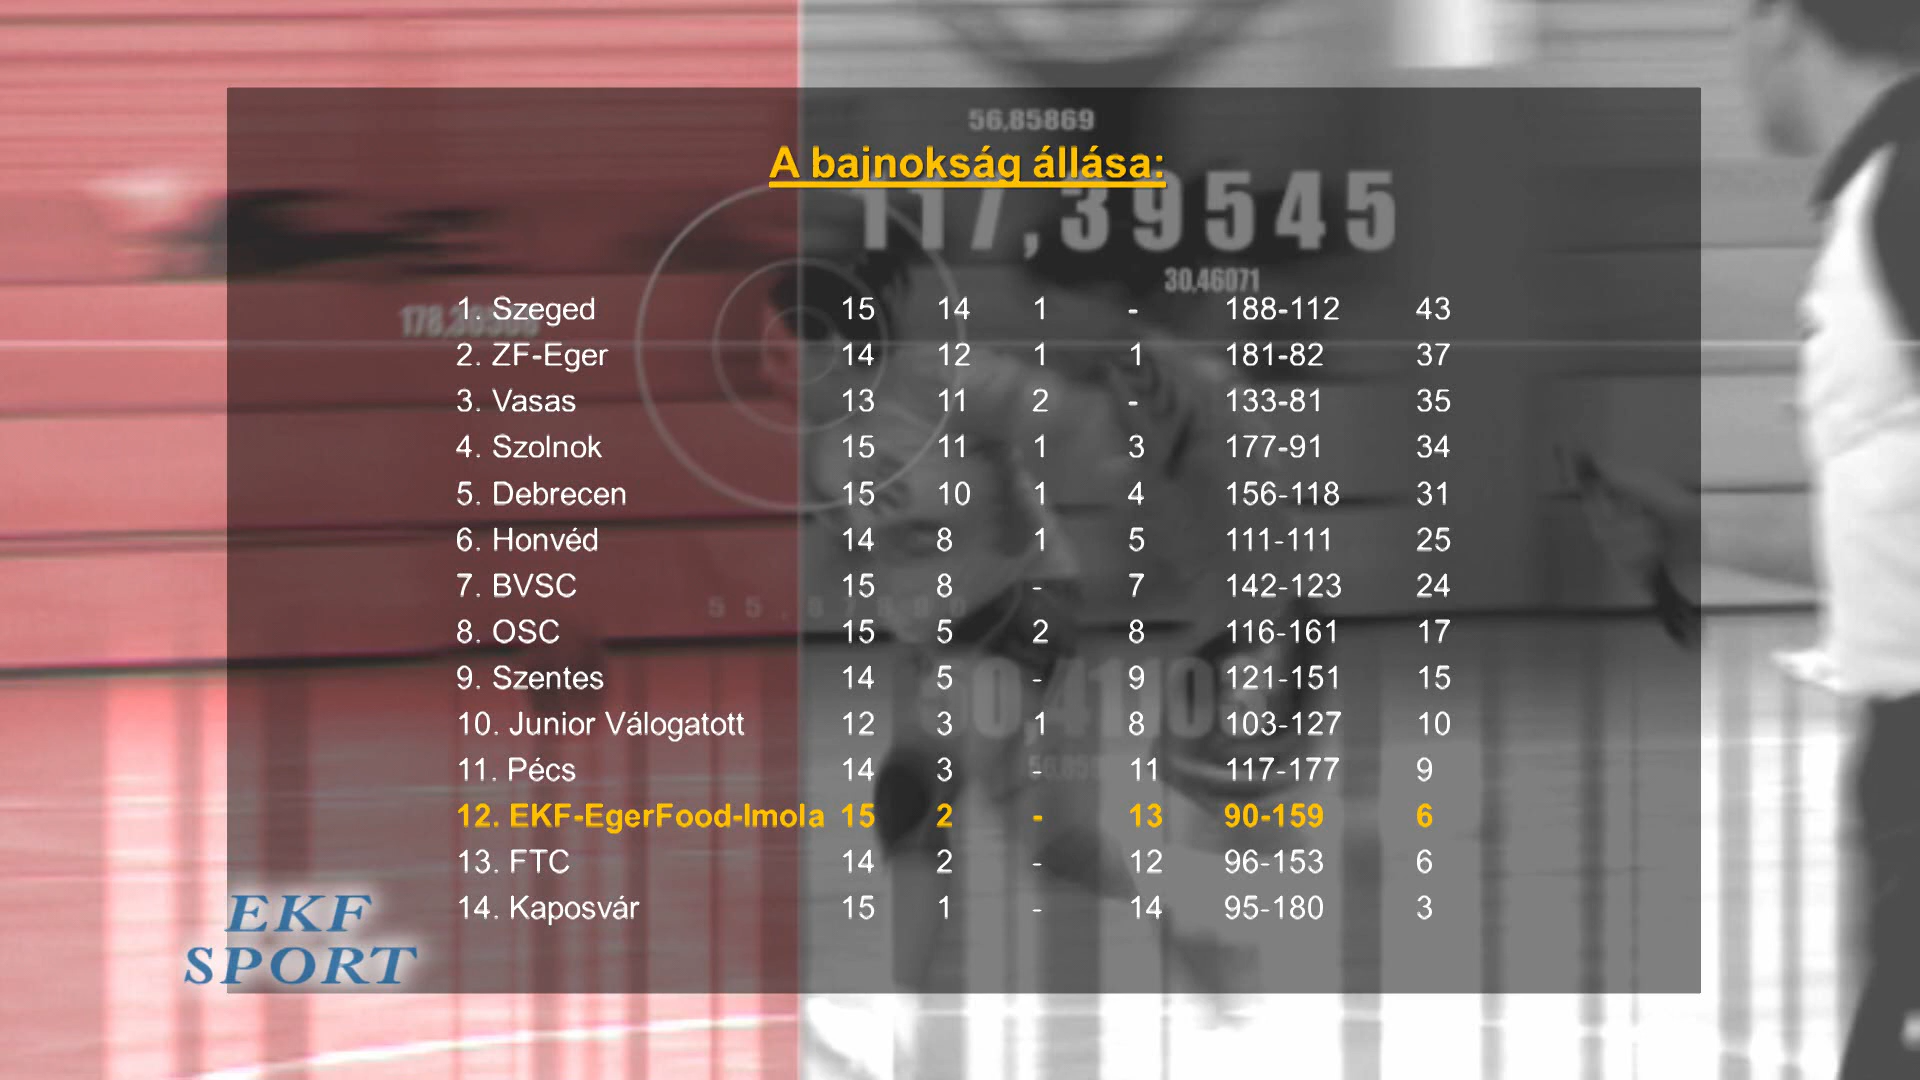 56,85869
A bajnokság állása:
117,39545
30,46071
1. Szeged 15 14 1 - 188-112 43
2. ZF-Eger 14 12 1 1 181-82 37
3. Vasas 13 11 2 - 133-81 35
4. Szolnok 15 11 1 3 177-91 34
5. Debrecen 15 10 1 4 156-118 31
6. Honvéd 14 8 1 5 111-111 25
7. BVSC 15 8 - 7 142-123 24
8. OSC 15 5 2 8 116-161 17
9. Szentes 14 5 - 9 121-151 15
10. Junior Válogatott 12 3 1 8 103-127 10
11. Pécs 14 3 - 11 117-177 9
12. EKF-EgerFood-Imola 15 2 - 13 90-159 6
13. FTC 14 2 - 12 96-153 6
14. Kaposvár 15 1 - 14 95-180 3
EKF
SPORT